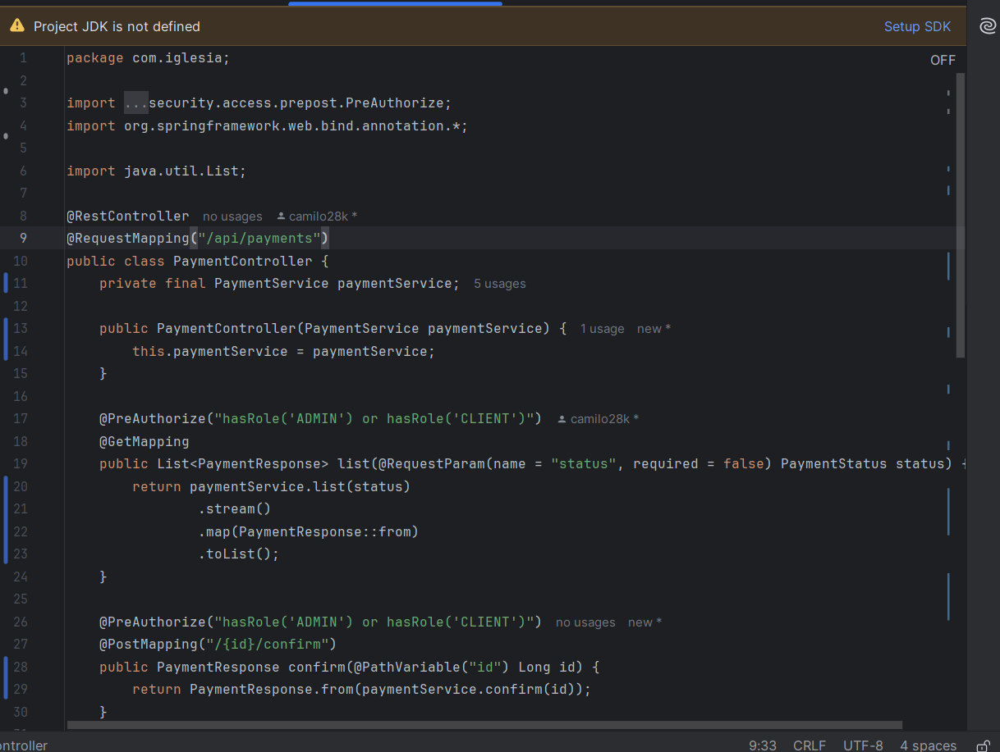 Project JDK is not defined Setup SDK
OFF
1 package com.iglesia;
2
3 import ...security.access.prepost.PreAuthorize;
4 import org.springframework.web.bind.annotation.*;
5
6 import java.util.List;
7
8 @RestController no usages camilo28k *
9 @RequestMapping("/api/payments")
10 public class PaymentController {
11 private final PaymentService paymentService; 5 usages
12
13 public PaymentController(PaymentService paymentService) { 1 usage new *
14 this.paymentService = paymentService;
15 }
16
17 @PreAuthorize("hasRole('ADMIN') or hasRole('CLIENT')") camilo28k *
18 @GetMapping
19 public List<PaymentResponse> list(@RequestParam(name = "status", required = false) PaymentStatus status) {
20 return paymentService.list(status)
21 .stream()
22 .map(PaymentResponse::from)
23 .toList();
24 }
25
26 @PreAuthorize("hasRole('ADMIN') or hasRole('CLIENT')") no usages new *
27 @PostMapping("/{id}/confirm")
28 public PaymentResponse confirm(@PathVariable("id") Long id) {
29 return PaymentResponse.from(paymentService.confirm(id));
30 }
ontroller 9:33 CRLF UTF-8 4 spaces